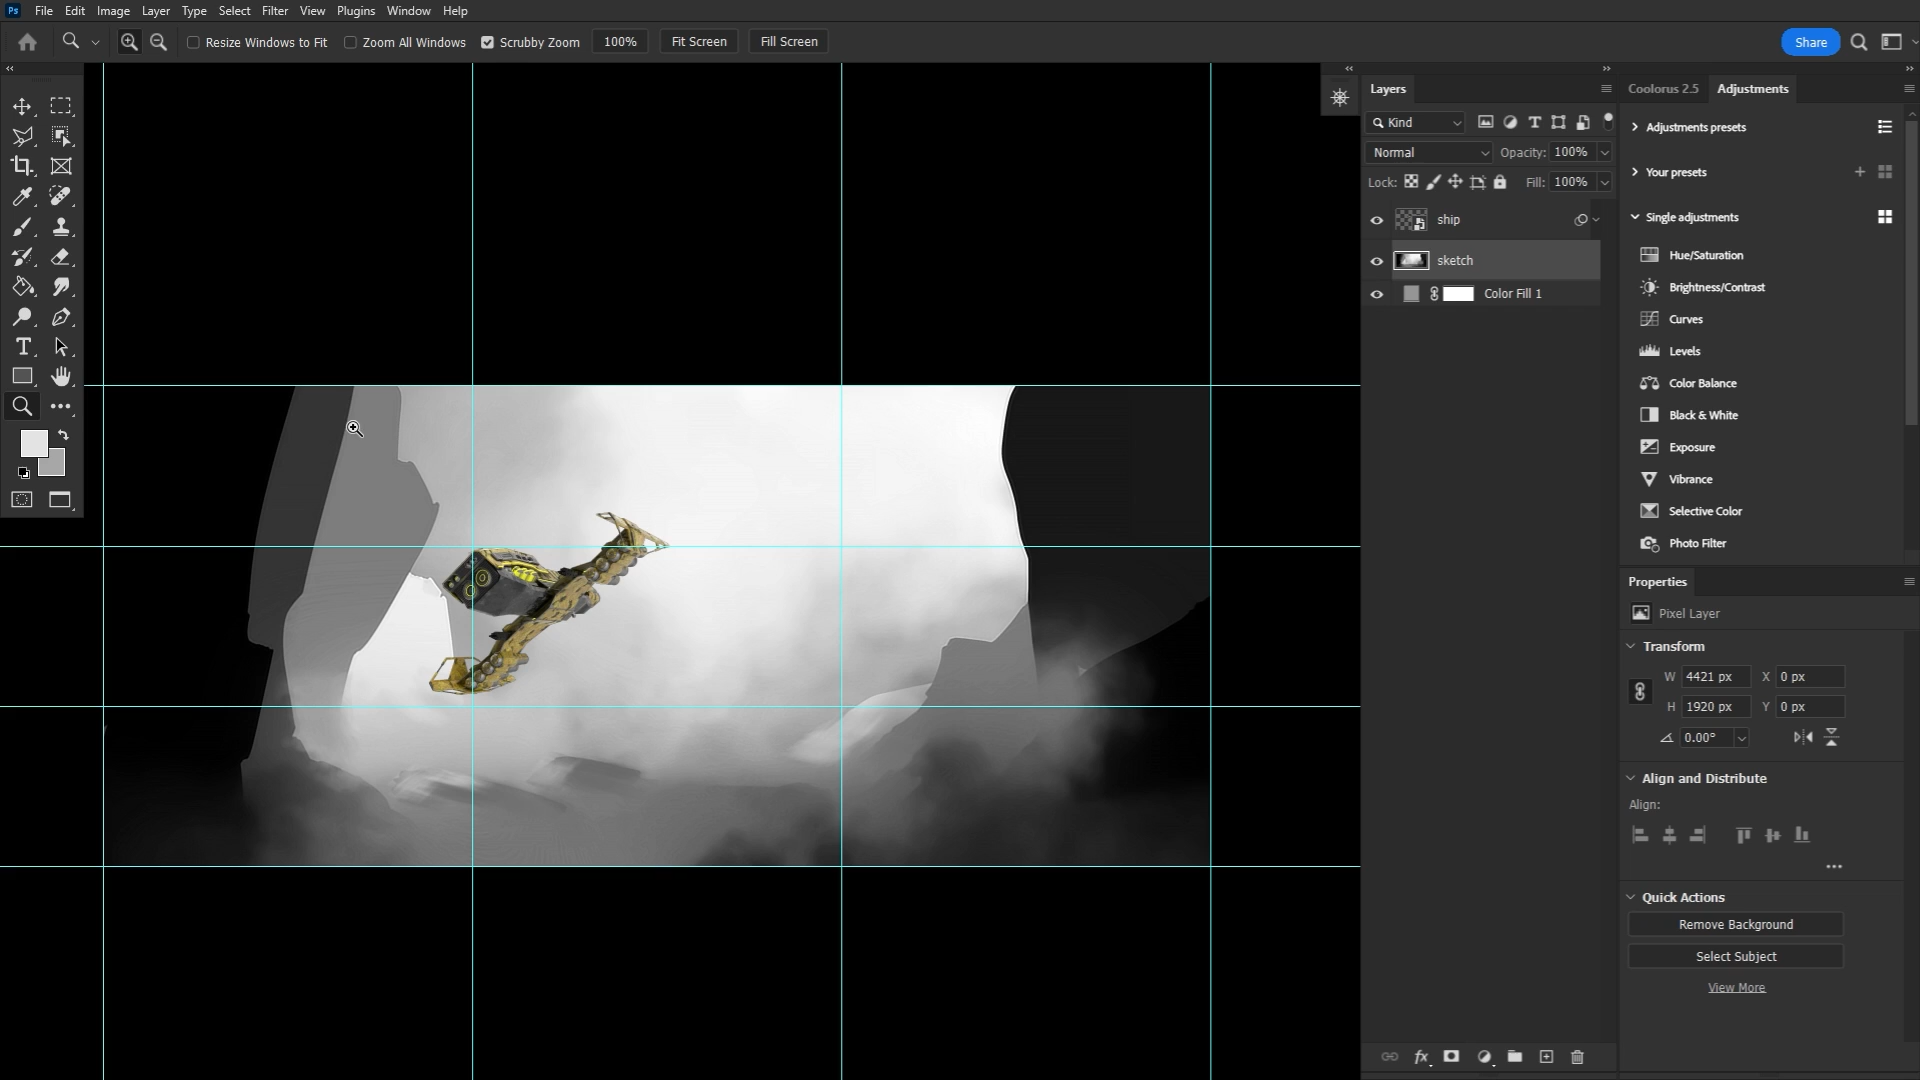 Ps File Edit Image Layer Type Select Filter View Plugins Window Help
Resize Windows to Fit Zoom All Windows Scrubby Zoom 100% Fit Screen Fill Screen Share
Layers Coolorus 2.5 Adjustments
Kind
Adjustments presets
Normal Opacity: 100%
Your presets
Lock: Fill: 100%
Single adjustments
ship
Hue/Saturation
sketch
Brightness/Contrast
Color Fill 1
Curves
Levels
Color Balance
Black & White
Exposure
Vibrance
Selective Color
Photo Filter
Properties
Pixel Layer
Transform
W 4421 px X 0 px
H 1920 px Y 0 px
0.00°
Align and Distribute
Align:
Quick Actions
Remove Background
Select Subject
View More
fx